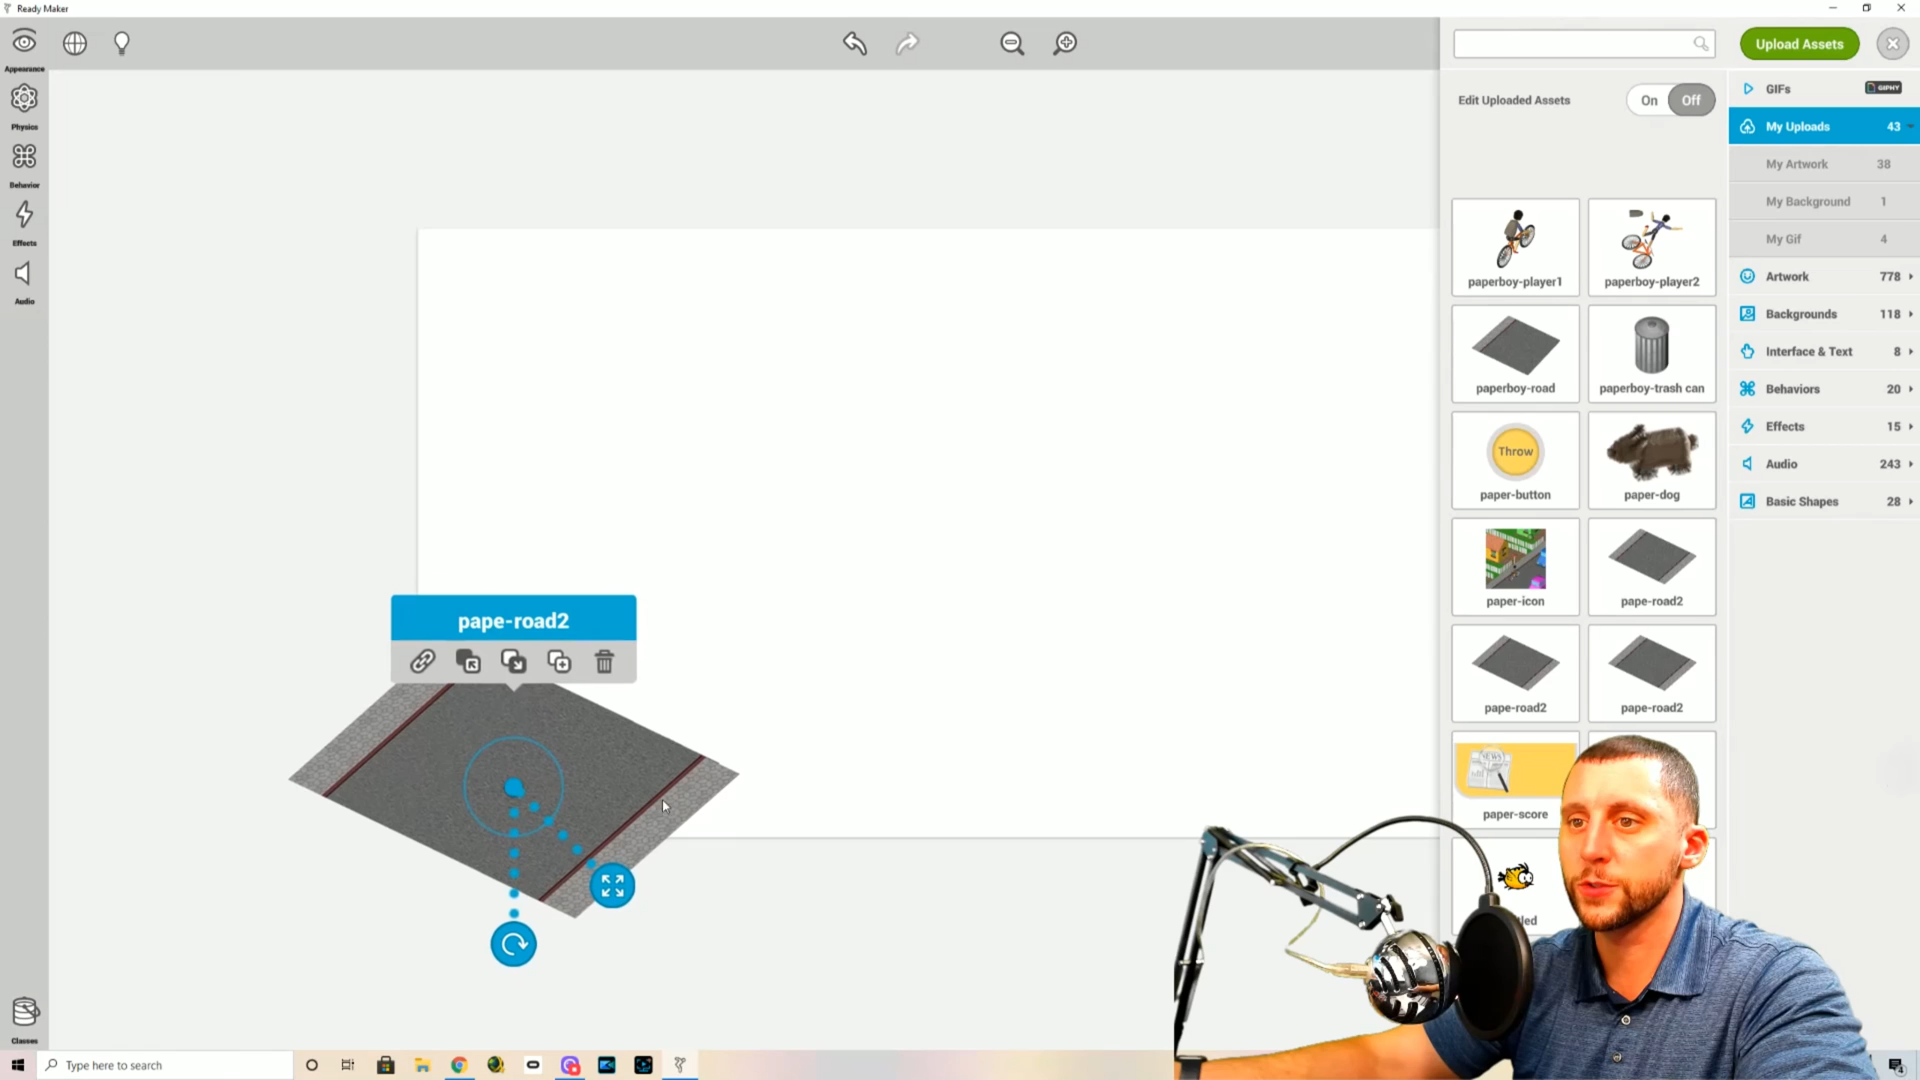 Ready Maker
Appearance
Physics
Behavior
Effects
Audio
Classes
pape-road2
Upload Assets
Edit Uploaded Assets
On
Off
paperboy-player1
paperboy-player2
paperboy-road
paperboy-trash can
Throw
paper-button
paper-dog
paper-icon
pape-road2
pape-road2
pape-road2
NEWS
paper-score
GIFs
GIPHY
My Uploads 43
My Artwork 38
My Background 1
My Gif 4
Artwork 778
Backgrounds 118
Interface & Text 8
Behaviors 20
Effects 15
Audio 243
Basic Shapes 28
Type here to search
4